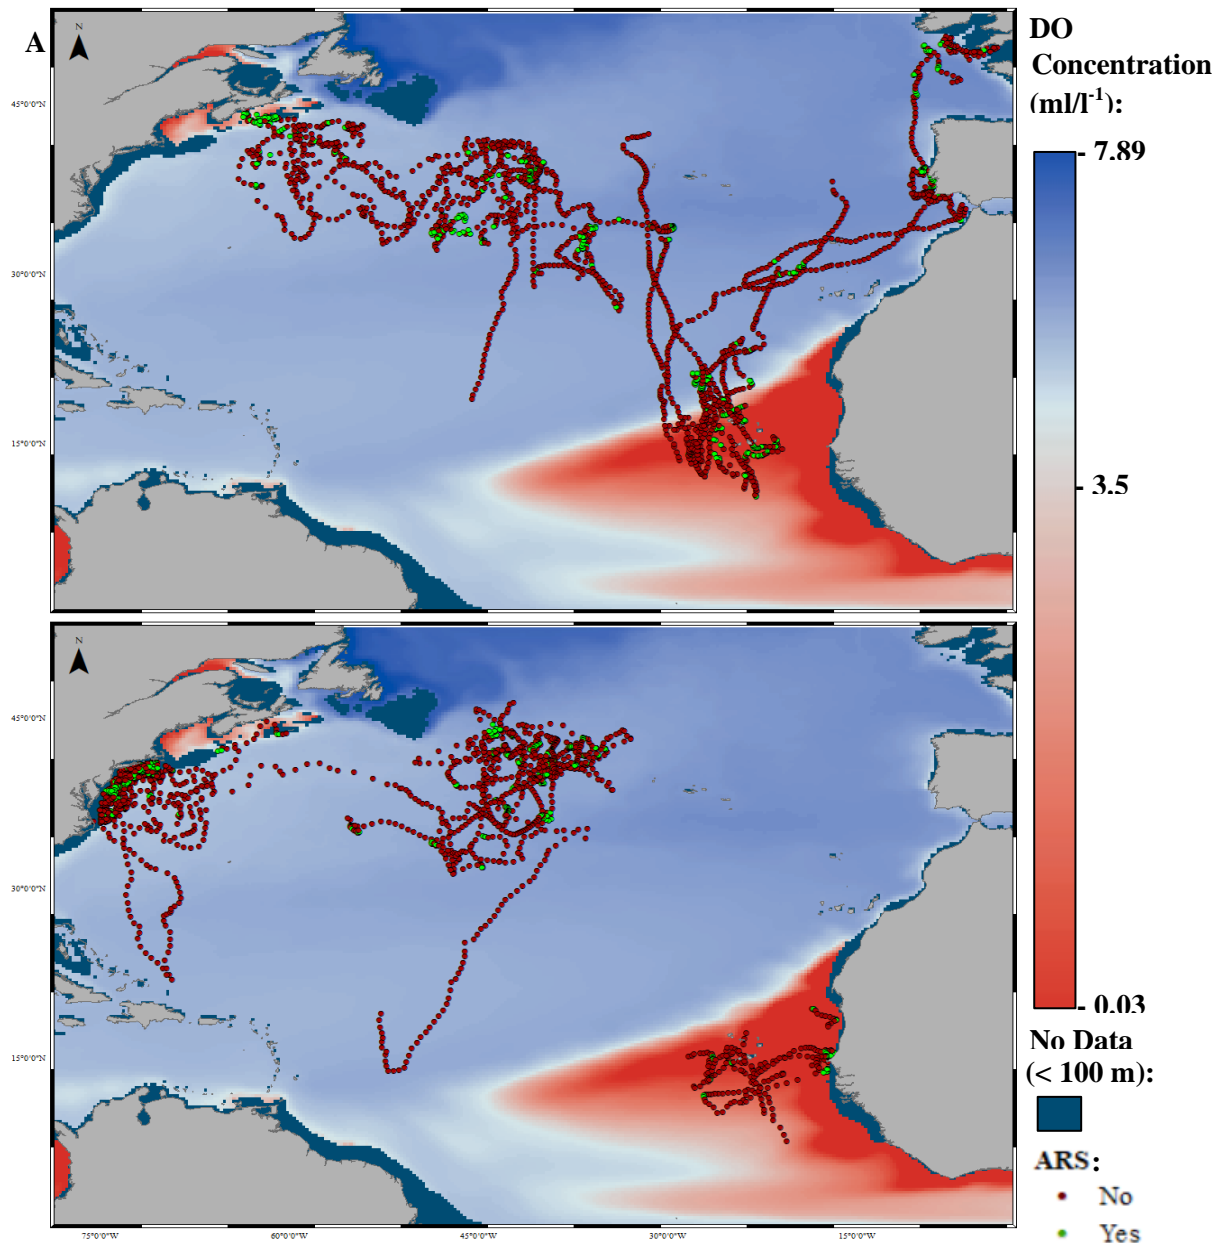 A
N
45°0'0"N
30°0'0"N
15°0'0"N
N
45°0'0"N
30°0'0"N
15°0'0"N
75°0'0"W 60°0'0"W 45°0'0"W 30°0'0"W 15°0'0"W
DO
Concentration
(ml/l⁻¹):
- 7.89
- 3.5
- 0.03
No Data
(< 100 m):
ARS:
No
Yes